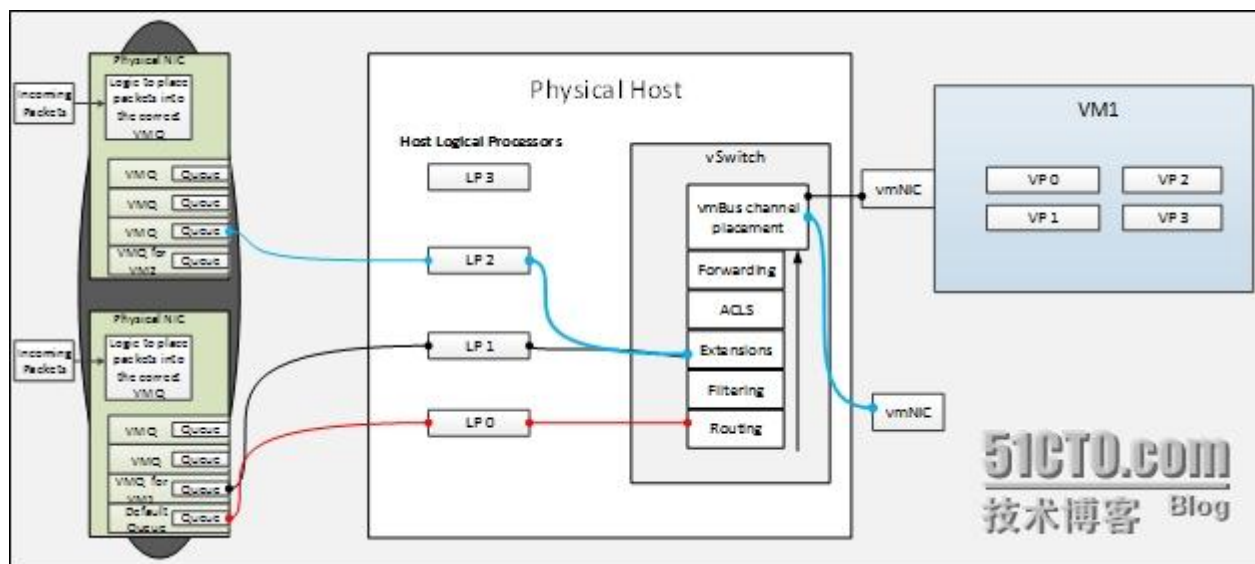 Physical NIC
Incoming
Packets
Logic to place
packets into
the correct
VMQ
VMQ Queue
VMQ Queue
VMQ Queue
VMQ for
VM2
Queue
Physical NIC
Incoming
Packets
Logic to place
packets into
the correct
VMQ
VMQ Queue
VMQ Queue
VMQ for
VM1
Queue
Default
Queue
Queue
Physical Host
Host Logical Processors
LP 3
LP 2
LP 1
LP 0
vSwitch
vmBus channel
placement
Forwarding
ACLS
Extensions
Filtering
Routing
vmNIC
vmNIC
VM1
VP 0
VP 2
VP 1
VP 3
51CTO.com
技术博客 Blog